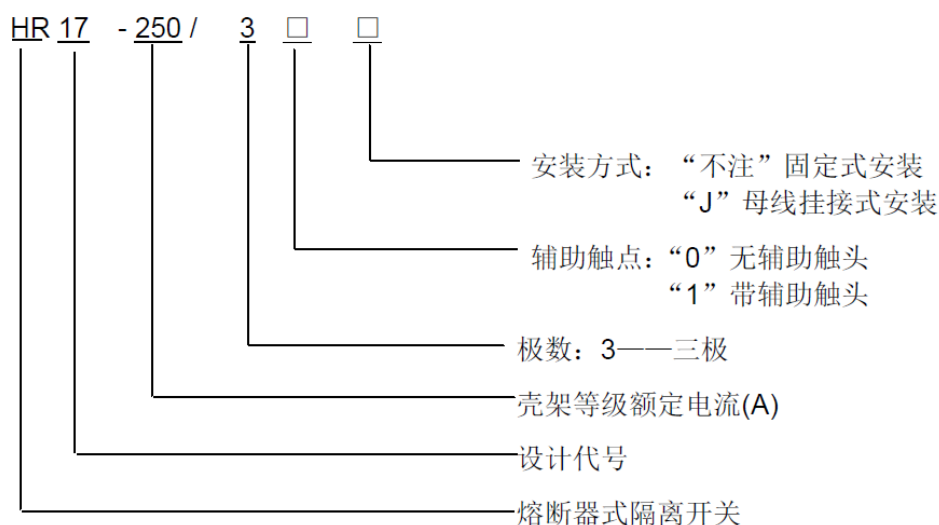 HR 17 - 250 / 3 □ □
安装方式：“不注”固定式安装
“J”母线挂接式安装
辅助触点：“0”无辅助触头
“1”带辅助触头
极数：3——三极
壳架等级额定电流(A)
设计代号
熔断器式隔离开关